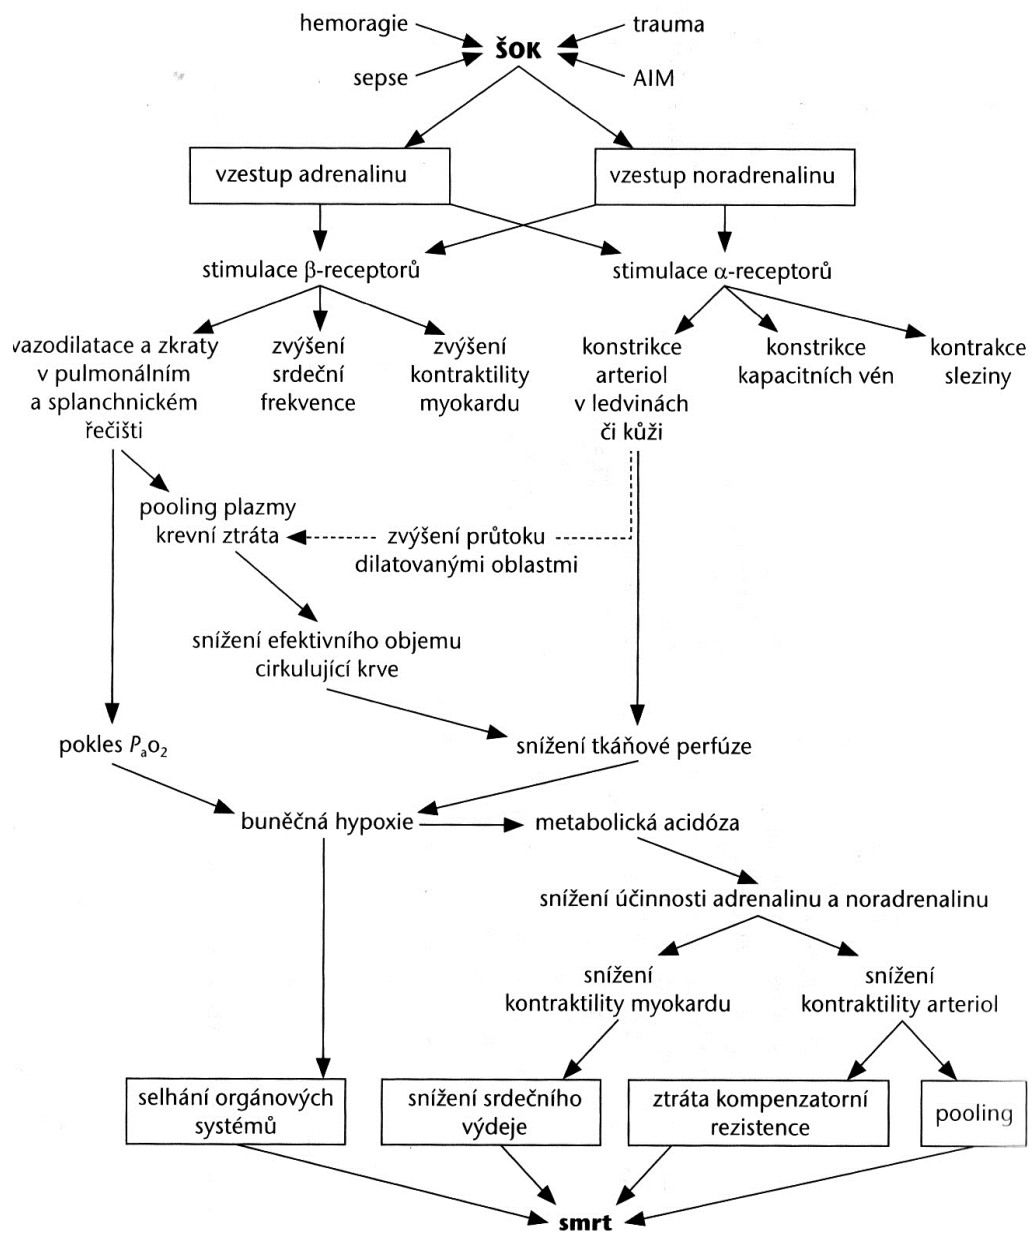 hemoragie
trauma
ŠOK
sepse
AIM
vzestup adrenalinu
vzestup noradrenalinu
stimulace β-receptorů
stimulace α-receptorů
vazodilatace a zkraty
v pulmonálním
a splanchnickém
řečišti
zvýšení
srdeční
frekvence
zvýšení
kontraktility
myokardu
konstrikce
arteriol
v ledvinách
či kůži
konstrikce
kapacitních vén
kontrakce
sleziny
pooling plazmy
krevní ztráta
zvýšení průtoku
dilatovanými oblastmi
snížení efektivního objemu
cirkulující krve
pokles PaO₂
snížení tkáňové perfúze
buněčná hypoxie
metabolická acidóza
snížení účinnosti adrenalinu a noradrenalinu
snížení
kontraktility myokardu
snížení
kontraktility arteriol
selhání orgánových
systémů
snížení srdečního
výdeje
ztráta kompenzatorní
rezistence
pooling
smrt